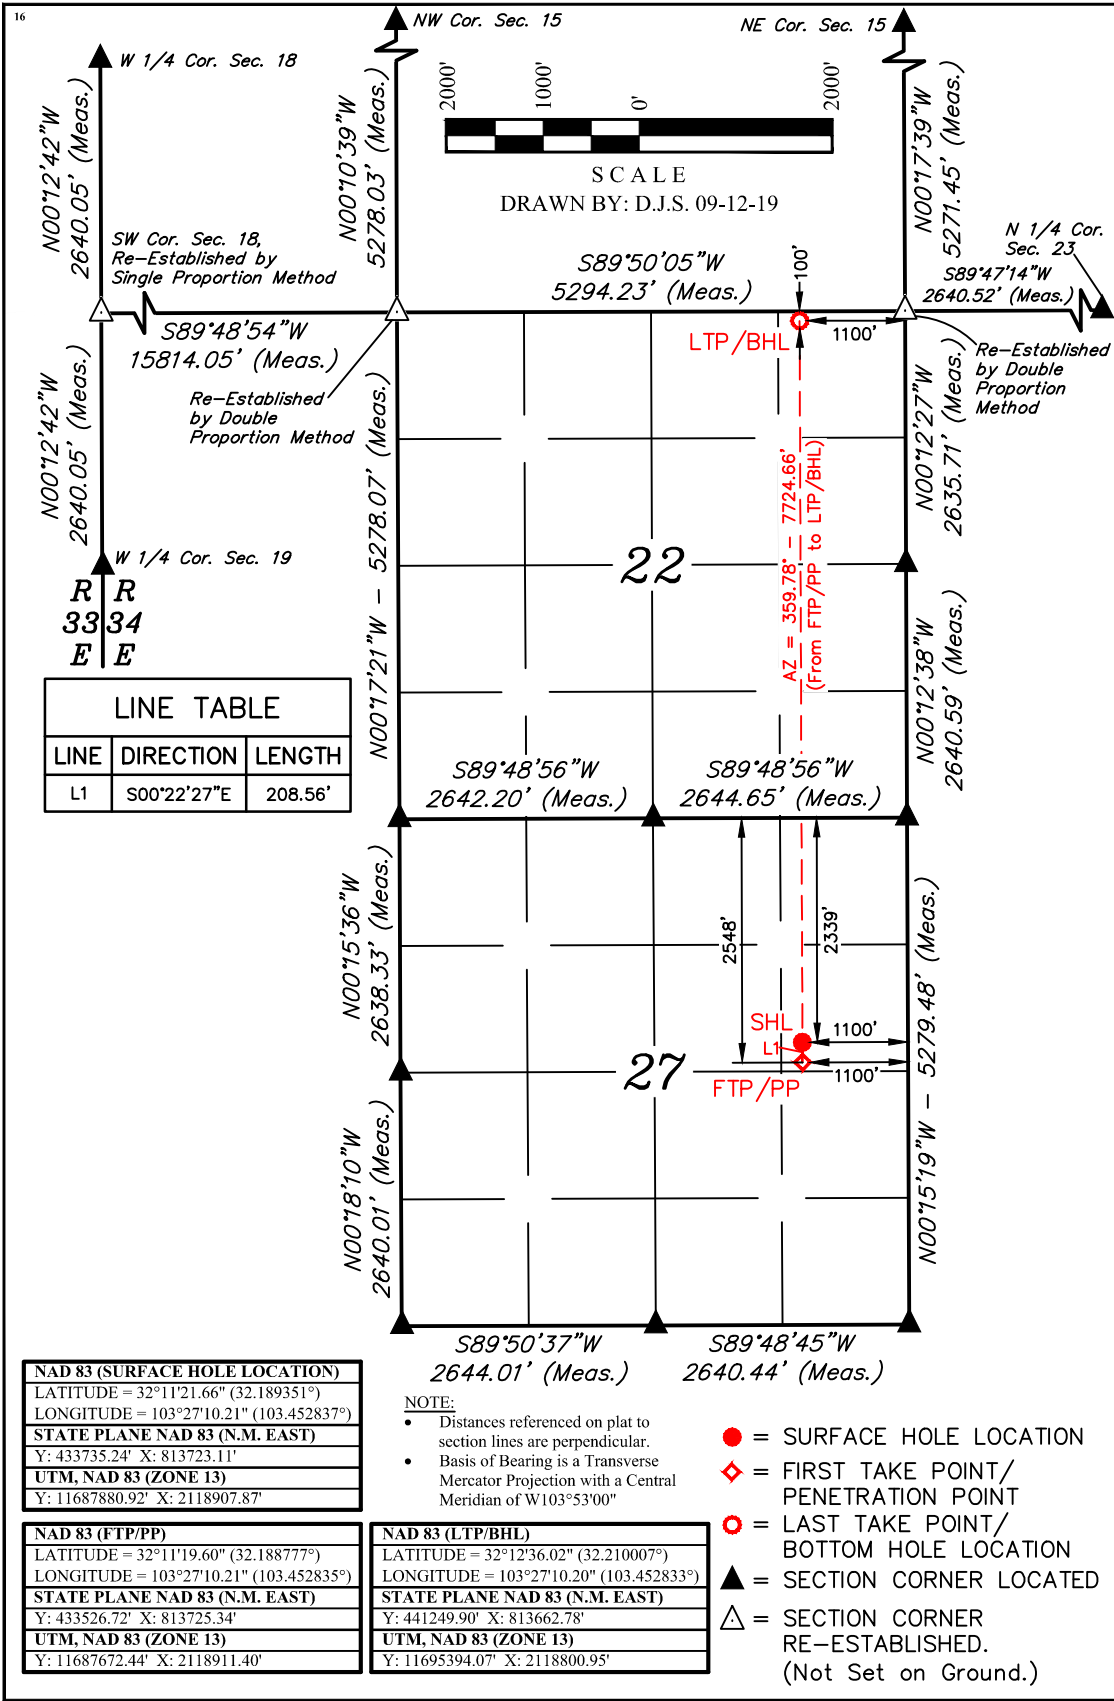 16
NW Cor. Sec. 15
NE Cor. Sec. 15
W 1/4 Cor. Sec. 18
2000'
1000'
0'
2000'
SCALE
DRAWN BY: D.J.S. 09-12-19
N00°12'42"W
2640.05' (Meas.)
N00°10'39"W
5278.03' (Meas.)
N00°17'39"W
5271.45' (Meas.)
SW Cor. Sec. 18,
Re-Established by
Single Proportion Method
N 1/4 Cor.
Sec. 23
S89°50'05"W
5294.23' (Meas.)
100'
S89°47'14"W
2640.52' (Meas.)
S89°48'54"W
15814.05' (Meas.)
LTP/BHL
1100'
Re-Established
by Double
Proportion Method
Re-Established
by Double
Proportion
Method
N00°12'42"W
2640.05' (Meas.)
N00°17'21"W - 5278.07' (Meas.)
N00°12'27"W
2635.71' (Meas.)
AZ = 359.78° - 7724.66'
(From FTP/PP to LTP/BHL)
W 1/4 Cor. Sec. 19
22
R R
33 34
E E
N00°12'38"W
2640.59' (Meas.)
LINE TABLE
LINE DIRECTION LENGTH
L1 S00°22'27"E 208.56'
S89°48'56"W
2642.20' (Meas.)
S89°48'56"W
2644.65' (Meas.)
N00°15'36"W
2638.33' (Meas.)
2548'
2339'
N00°15'19"W - 5279.48' (Meas.)
SHL
1100'
L1
27
1100'
FTP/PP
N00°18'10"W
2640.01' (Meas.)
S89°50'37"W
2644.01' (Meas.)
S89°48'45"W
2640.44' (Meas.)
NAD 83 (SURFACE HOLE LOCATION)
LATITUDE = 32°11'21.66" (32.189351°)
LONGITUDE = 103°27'10.21" (103.452837°)
STATE PLANE NAD 83 (N.M. EAST)
Y: 433735.24' X: 813723.11'
UTM, NAD 83 (ZONE 13)
Y: 11687880.92' X: 2118907.87'
NOTE:
• Distances referenced on plat to
section lines are perpendicular.
• Basis of Bearing is a Transverse
Mercator Projection with a Central
Meridian of W103°53'00"
NAD 83 (FTP/PP)
LATITUDE = 32°11'19.60" (32.188777°)
LONGITUDE = 103°27'10.21" (103.452835°)
STATE PLANE NAD 83 (N.M. EAST)
Y: 433526.72' X: 813725.34'
UTM, NAD 83 (ZONE 13)
Y: 11687672.44' X: 2118911.40'
NAD 83 (LTP/BHL)
LATITUDE = 32°12'36.02" (32.210007°)
LONGITUDE = 103°27'10.20" (103.452833°)
STATE PLANE NAD 83 (N.M. EAST)
Y: 441249.90' X: 813662.78'
UTM, NAD 83 (ZONE 13)
Y: 11695394.07' X: 2118800.95'
= SURFACE HOLE LOCATION
= FIRST TAKE POINT/
PENETRATION POINT
= LAST TAKE POINT/
BOTTOM HOLE LOCATION
= SECTION CORNER LOCATED
= SECTION CORNER
RE-ESTABLISHED.
(Not Set on Ground.)